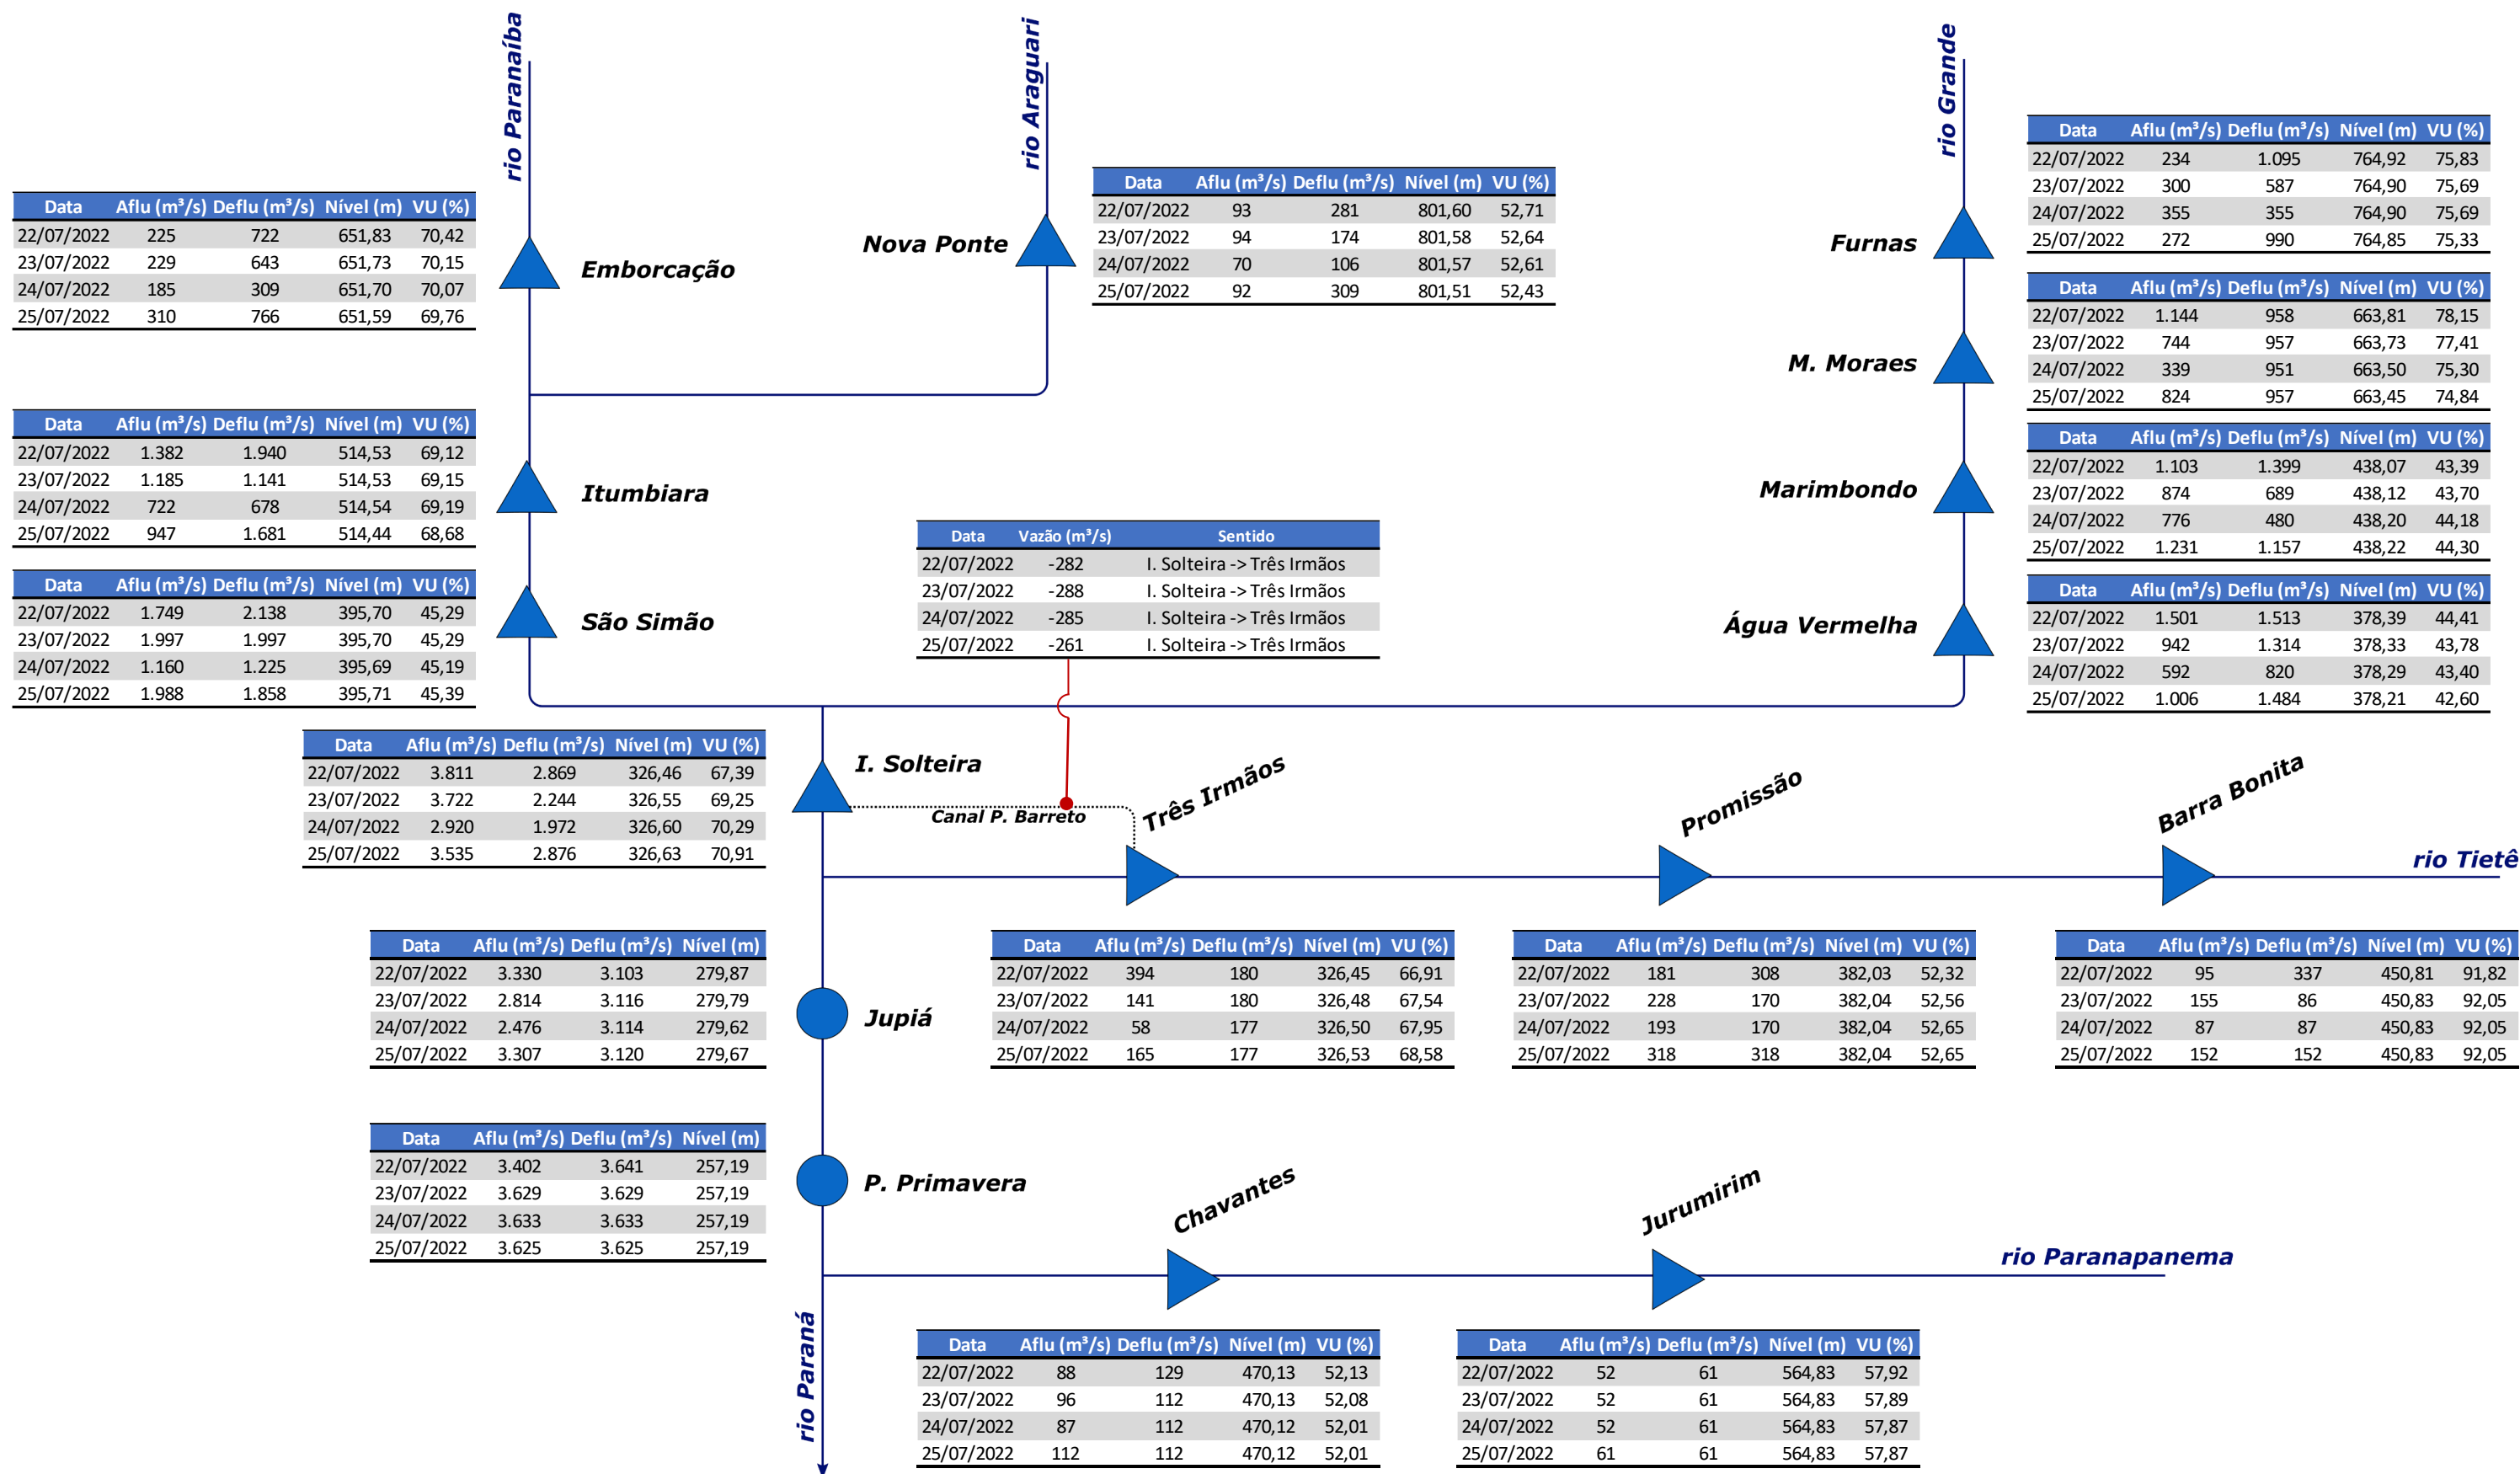 rio Paranaíba
rio Araguari
rio Grande
Data Aflu (m³/s) Deflu (m³/s) Nível (m) VU (%)
22/07/2022 234 1.095 764,92 75,83
23/07/2022 300 587 764,90 75,69
24/07/2022 355 355 764,90 75,69
25/07/2022 272 990 764,85 75,33
Furnas
Data Aflu (m³/s) Deflu (m³/s) Nível (m) VU (%)
22/07/2022 93 281 801,60 52,71
23/07/2022 94 174 801,58 52,64
24/07/2022 70 106 801,57 52,61
25/07/2022 92 309 801,51 52,43
Nova Ponte
Data Aflu (m³/s) Deflu (m³/s) Nível (m) VU (%)
22/07/2022 225 722 651,83 70,42
23/07/2022 229 643 651,73 70,15
24/07/2022 185 309 651,70 70,07
25/07/2022 310 766 651,59 69,76
Emborcação
Data Aflu (m³/s) Deflu (m³/s) Nível (m) VU (%)
22/07/2022 1.144 958 663,81 78,15
23/07/2022 744 957 663,73 77,41
24/07/2022 339 951 663,50 75,30
25/07/2022 824 957 663,45 74,84
M. Moraes
Data Aflu (m³/s) Deflu (m³/s) Nível (m) VU (%)
22/07/2022 1.382 1.940 514,53 69,12
23/07/2022 1.185 1.141 514,53 69,15
24/07/2022 722 678 514,54 69,19
25/07/2022 947 1.681 514,44 68,68
Itumbiara
Data Aflu (m³/s) Deflu (m³/s) Nível (m) VU (%)
22/07/2022 1.103 1.399 438,07 43,39
23/07/2022 874 689 438,12 43,70
24/07/2022 776 480 438,20 44,18
25/07/2022 1.231 1.157 438,22 44,30
Marimbondo
Data Vazão (m³/s) Sentido
22/07/2022 -282 I. Solteira -> Três Irmãos
23/07/2022 -288 I. Solteira -> Três Irmãos
24/07/2022 -285 I. Solteira -> Três Irmãos
25/07/2022 -261 I. Solteira -> Três Irmãos
Data Aflu (m³/s) Deflu (m³/s) Nível (m) VU (%)
22/07/2022 1.749 2.138 395,70 45,29
23/07/2022 1.997 1.997 395,70 45,29
24/07/2022 1.160 1.225 395,69 45,19
25/07/2022 1.988 1.858 395,71 45,39
São Simão
Data Aflu (m³/s) Deflu (m³/s) Nível (m) VU (%)
22/07/2022 1.501 1.513 378,39 44,41
23/07/2022 942 1.314 378,33 43,78
24/07/2022 592 820 378,29 43,40
25/07/2022 1.006 1.484 378,21 42,60
Água Vermelha
Data Aflu (m³/s) Deflu (m³/s) Nível (m) VU (%)
22/07/2022 3.811 2.869 326,46 67,39
23/07/2022 3.722 2.244 326,55 69,25
24/07/2022 2.920 1.972 326,60 70,29
25/07/2022 3.535 2.876 326,63 70,91
I. Solteira
Canal P. Barreto
Três Irmãos
Promissão
Barra Bonita
rio Tietê
Data Aflu (m³/s) Deflu (m³/s) Nível (m)
22/07/2022 3.330 3.103 279,87
23/07/2022 2.814 3.116 279,79
24/07/2022 2.476 3.114 279,62
25/07/2022 3.307 3.120 279,67
Jupiá
Data Aflu (m³/s) Deflu (m³/s) Nível (m) VU (%)
22/07/2022 394 180 326,45 66,91
23/07/2022 141 180 326,48 67,54
24/07/2022 58 177 326,50 67,95
25/07/2022 165 177 326,53 68,58
Data Aflu (m³/s) Deflu (m³/s) Nível (m) VU (%)
22/07/2022 181 308 382,03 52,32
23/07/2022 228 170 382,04 52,56
24/07/2022 193 170 382,04 52,65
25/07/2022 318 318 382,04 52,65
Data Aflu (m³/s) Deflu (m³/s) Nível (m) VU (%)
22/07/2022 95 337 450,81 91,82
23/07/2022 155 86 450,83 92,05
24/07/2022 87 87 450,83 92,05
25/07/2022 152 152 450,83 92,05
Data Aflu (m³/s) Deflu (m³/s) Nível (m)
22/07/2022 3.402 3.641 257,19
23/07/2022 3.629 3.629 257,19
24/07/2022 3.633 3.633 257,19
25/07/2022 3.625 3.625 257,19
P. Primavera
Chavantes
Jurumirim
rio Paranapanema
rio Paraná
Data Aflu (m³/s) Deflu (m³/s) Nível (m) VU (%)
22/07/2022 88 129 470,13 52,13
23/07/2022 96 112 470,13 52,08
24/07/2022 87 112 470,12 52,01
25/07/2022 112 112 470,12 52,01
Data Aflu (m³/s) Deflu (m³/s) Nível (m) VU (%)
22/07/2022 52 61 564,83 57,92
23/07/2022 52 61 564,83 57,89
24/07/2022 52 61 564,83 57,87
25/07/2022 61 61 564,83 57,87